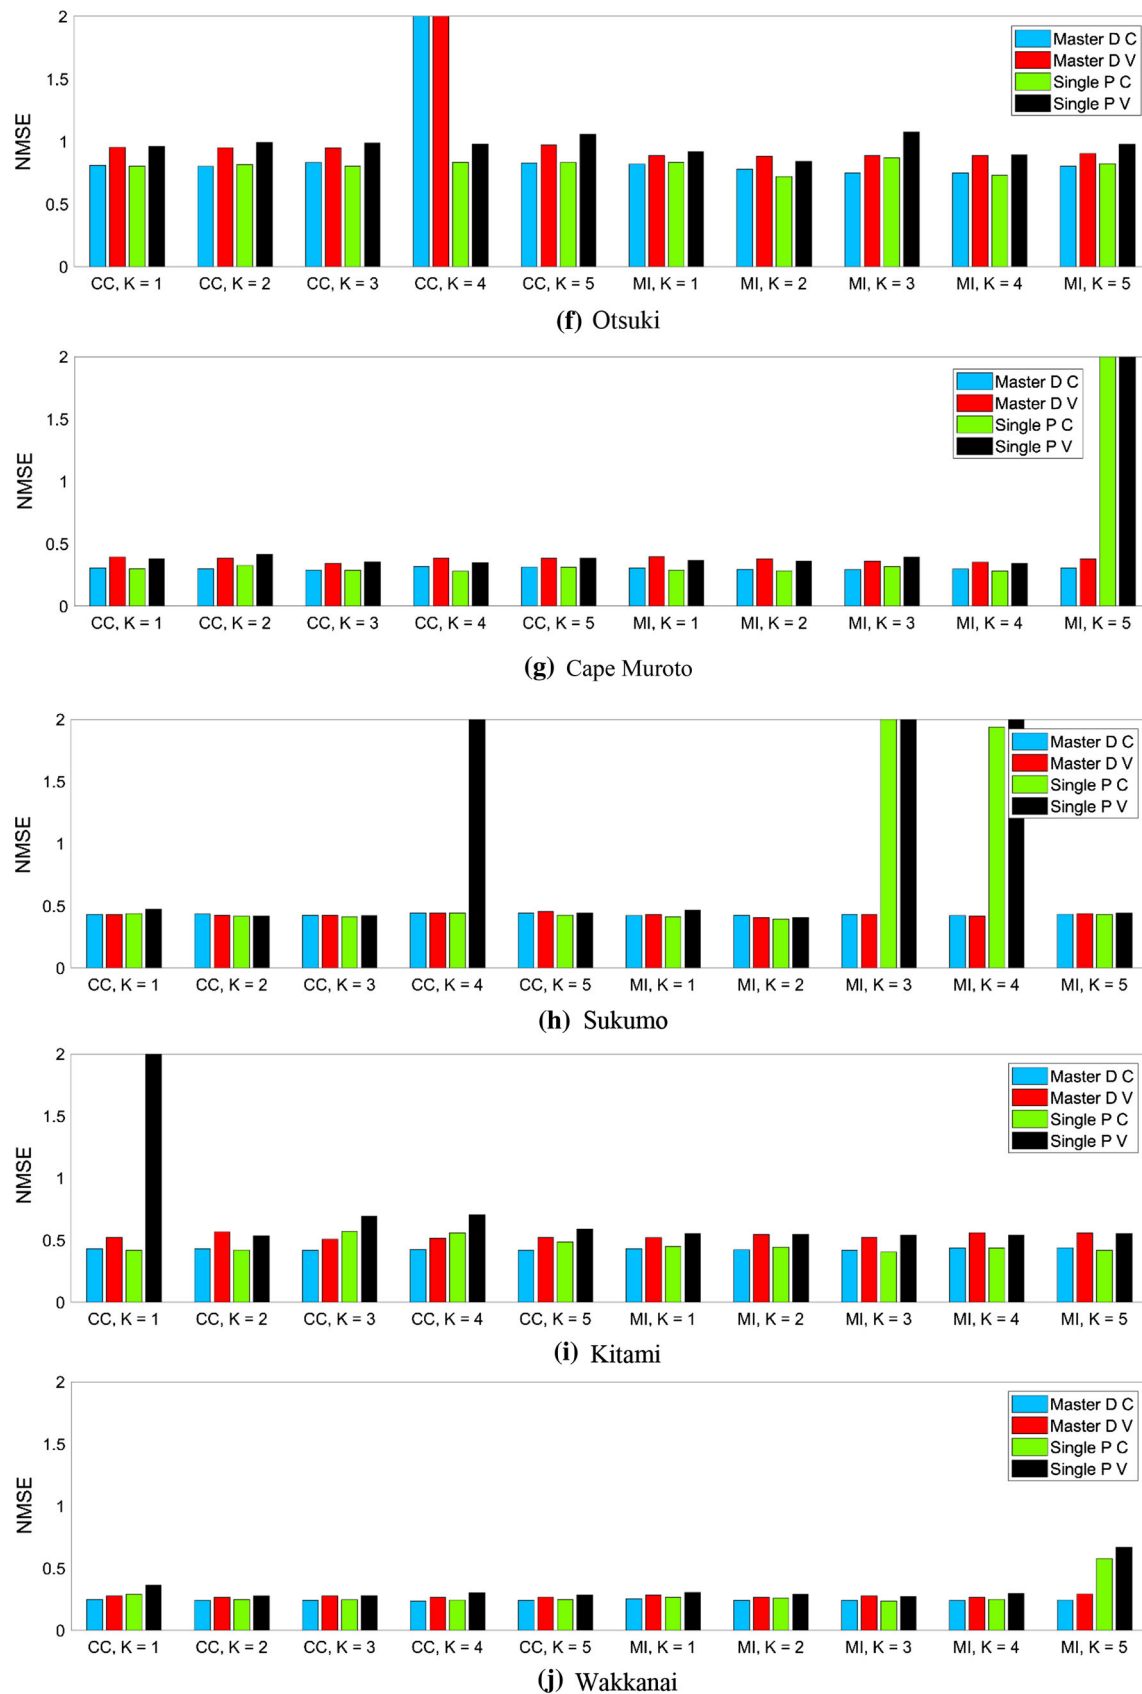 2
1.5
1
0.5
0
NMSE
Master D C
Master D V
Single P C
Single P V
CC, K = 1 CC, K = 2 CC, K = 3 CC, K = 4 CC, K = 5 MI, K = 1 MI, K = 2 MI, K = 3 MI, K = 4 MI, K = 5
(f) Otsuki
2
1.5
1
0.5
0
NMSE
Master D C
Master D V
Single P C
Single P V
CC, K = 1 CC, K = 2 CC, K = 3 CC, K = 4 CC, K = 5 MI, K = 1 MI, K = 2 MI, K = 3 MI, K = 4 MI, K = 5
(g) Cape Muroto
2
1.5
1
0.5
0
NMSE
Master D C
Master D V
Single P C
Single P V
CC, K = 1 CC, K = 2 CC, K = 3 CC, K = 4 CC, K = 5 MI, K = 1 MI, K = 2 MI, K = 3 MI, K = 4 MI, K = 5
(h) Sukumo
2
1.5
1
0.5
0
NMSE
Master D C
Master D V
Single P C
Single P V
CC, K = 1 CC, K = 2 CC, K = 3 CC, K = 4 CC, K = 5 MI, K = 1 MI, K = 2 MI, K = 3 MI, K = 4 MI, K = 5
(i) Kitami
2
1.5
1
0.5
0
NMSE
Master D C
Master D V
Single P C
Single P V
CC, K = 1 CC, K = 2 CC, K = 3 CC, K = 4 CC, K = 5 MI, K = 1 MI, K = 2 MI, K = 3 MI, K = 4 MI, K = 5
(j) Wakkanai